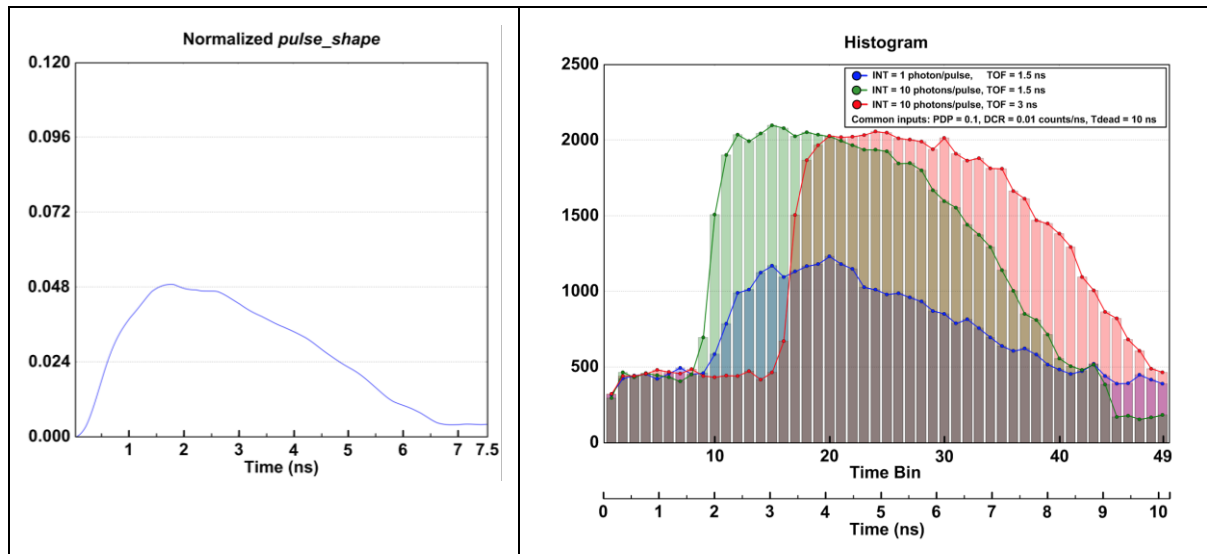 Normalized pulse_shape
0.120
0.096
0.072
0.048
0.024
0.000
1 2 3 4 5 6 7 7.5
Time (ns)
Histogram
2500
2000
1500
1000
500
0
INT = 1 photon/pulse, TOF = 1.5 ns
INT = 10 photons/pulse, TOF = 1.5 ns
INT = 10 photons/pulse, TOF = 3 ns
Common inputs: PDP = 0.1, DCR = 0.01 counts/ns, Tdead = 10 ns
10 20 30 40 49
Time Bin
0 1 2 3 4 5 6 7 8 9 10
Time (ns)